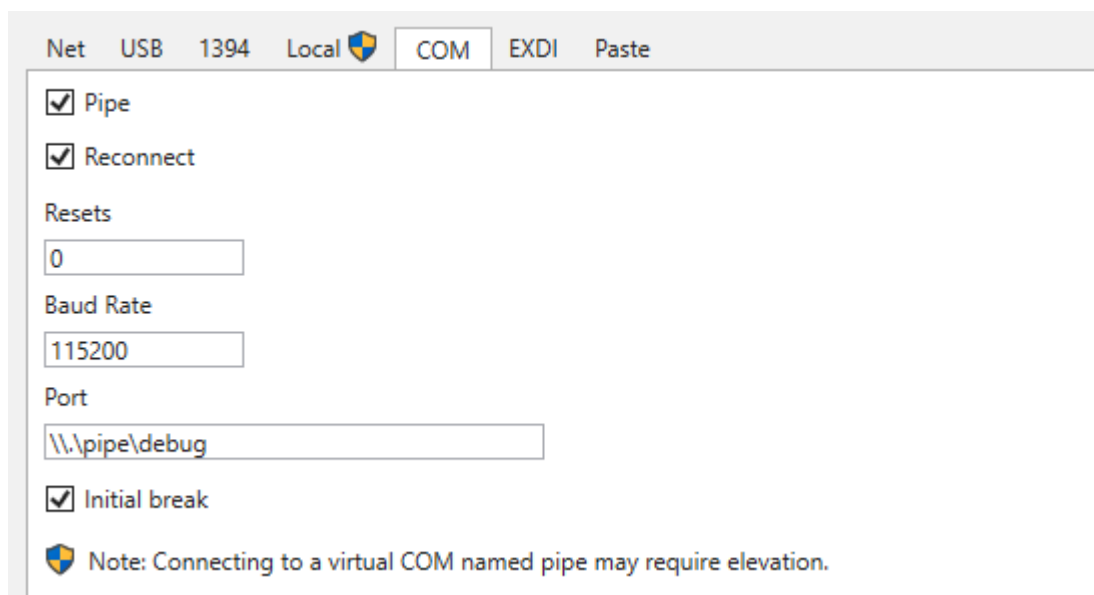 Net USB 1394 Local COM EXDI Paste
Pipe
Reconnect
Resets
0
Baud Rate
115200
Port
\\.\pipe\debug
Initial break
Note: Connecting to a virtual COM named pipe may require elevation.